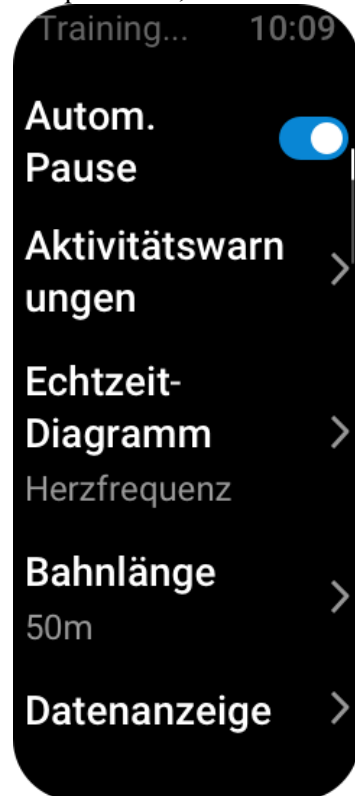 Training... 10:09
Autom.
Pause
Aktivitätswarn
ungen
Echtzeit-
Diagramm
Herzfrequenz
Bahnlänge
50m
Datenanzeige